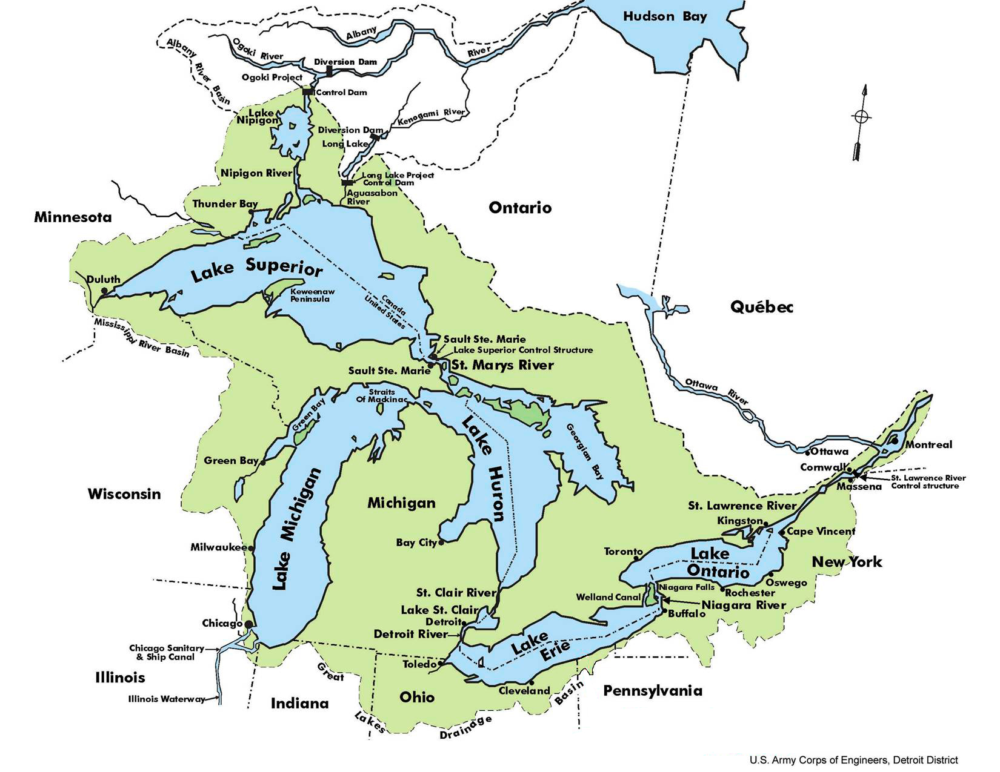 Hudson Bay
Albany
River
Albany River Basin
Ogoki River
Diversion Dam
Ogoki Project
Control Dam
Lake
Nipigon
Kenogami River
Diversion Dam
Long Lake
Nipigon River
Long Lake Project
Control Dam
Aguasabon
River
Thunder Bay
Minnesota
Ontario
Lake Superior
Duluth
Keweenaw
Peninsula
Canada
United States
Québec
Mississippi River Basin
Sault Ste. Marie
Lake Superior Control Structure
St. Marys River
Sault Ste. Marie
Straits
Of Mackinac
Ottawa River
Green Bay
Lake Huron
Georgian Bay
Green Bay
Ottawa
Montreal
Cornwall
St. Lawrence River
Control structure
Massena
Wisconsin
Lake Michigan
Michigan
St. Lawrence River
Kingston
Cape Vincent
Bay City
Milwaukee
Toronto
Lake
Ontario
New York
Oswego
Niagara Falls
Rochester
St. Clair River
Welland Canal
Niagara River
Lake St. Clair
Buffalo
Detroit
Chicago
Detroit River
Lake
Erie
Chicago Sanitary
& Ship Canal
Toledo
Illinois
Great
Lakes
Drainage
Basin
Cleveland
Pennsylvania
Illinois Waterway
Indiana
Ohio
U.S. Army Corps of Engineers, Detroit District